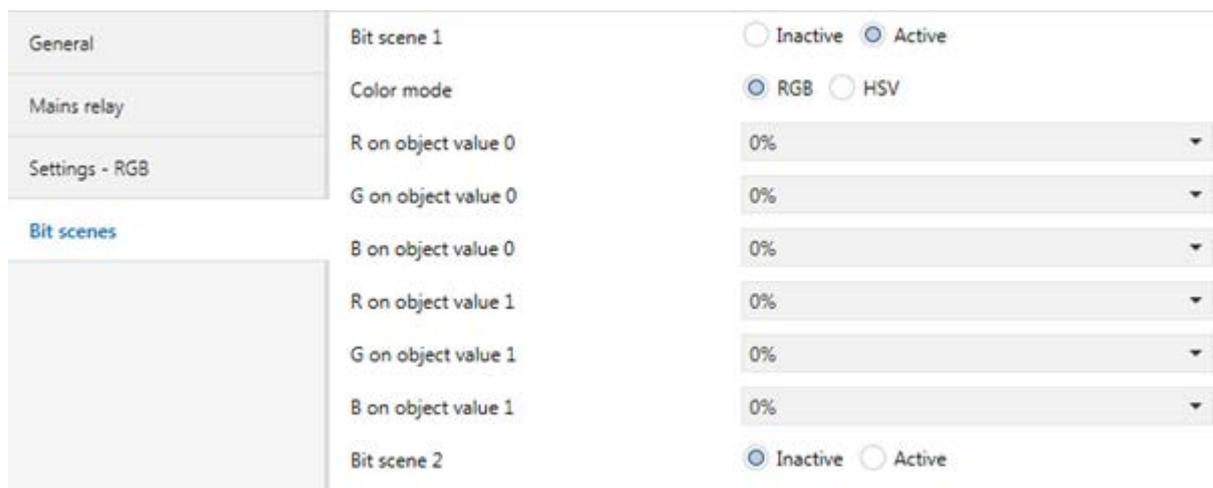 General
Mains relay
Settings - RGB
Bit scenes
Bit scene 1 Inactive Active
Color mode RGB HSV
R on object value 0 0%
G on object value 0 0%
B on object value 0 0%
R on object value 1 0%
G on object value 1 0%
B on object value 1 0%
Bit scene 2 Inactive Active